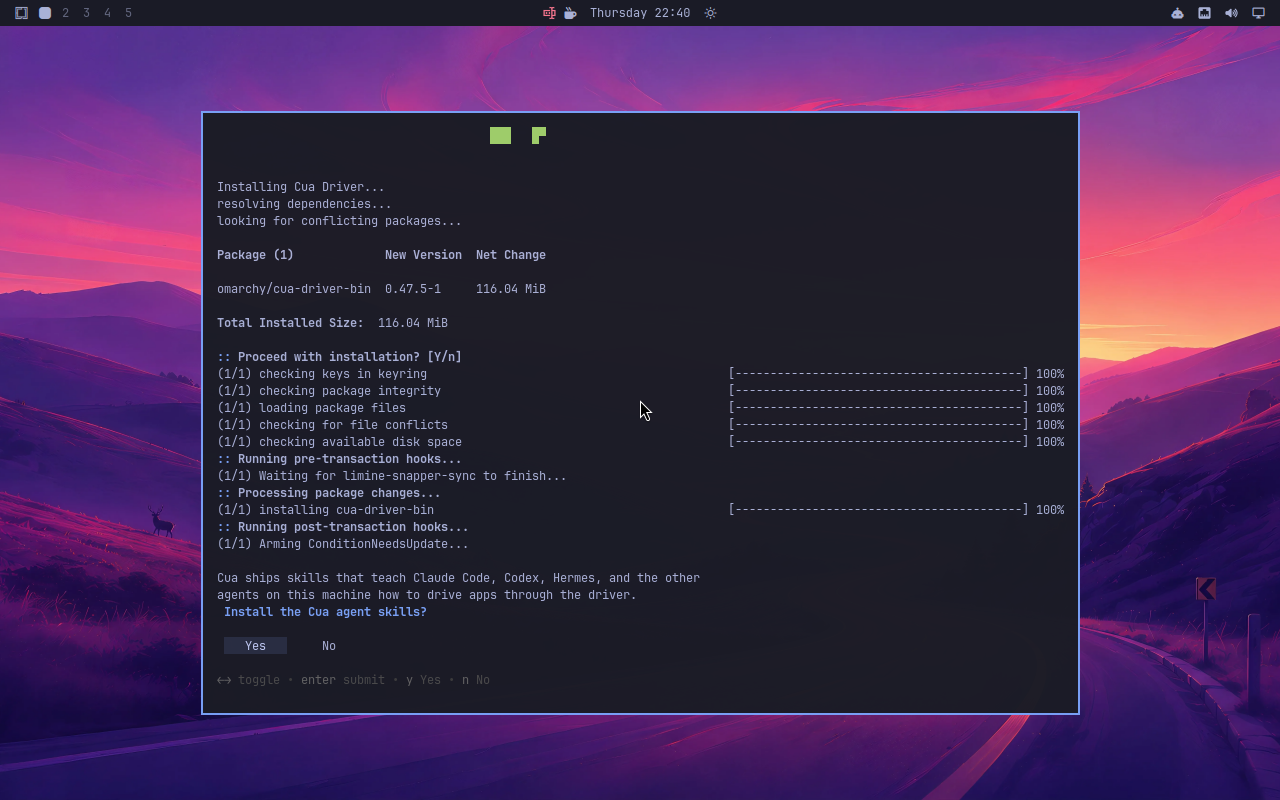 2 3 4 5 Thursday 22:40
Installing Cua Driver...
resolving dependencies...
looking for conflicting packages...
Package (1) New Version Net Change
omarchy/cua-driver-bin 0.47.5-1 116.04 MiB
Total Installed Size: 116.04 MiB
:: Proceed with installation? [Y/n]
(1/1) checking keys in keyring [-----------------------------------------] 100%
(1/1) checking package integrity [-----------------------------------------] 100%
(1/1) loading package files [-----------------------------------------] 100%
(1/1) checking for file conflicts [-----------------------------------------] 100%
(1/1) checking available disk space [-----------------------------------------] 100%
:: Running pre-transaction hooks...
(1/1) Waiting for limine-snapper-sync to finish...
:: Processing package changes...
(1/1) installing cua-driver-bin [-----------------------------------------] 100%
:: Running post-transaction hooks...
(1/1) Arming ConditionNeedsUpdate...
Cua ships skills that teach Claude Code, Codex, Hermes, and the other
agents on this machine how to drive apps through the driver.
Install the Cua agent skills?
Yes No
↔ toggle • enter submit • y Yes • n No